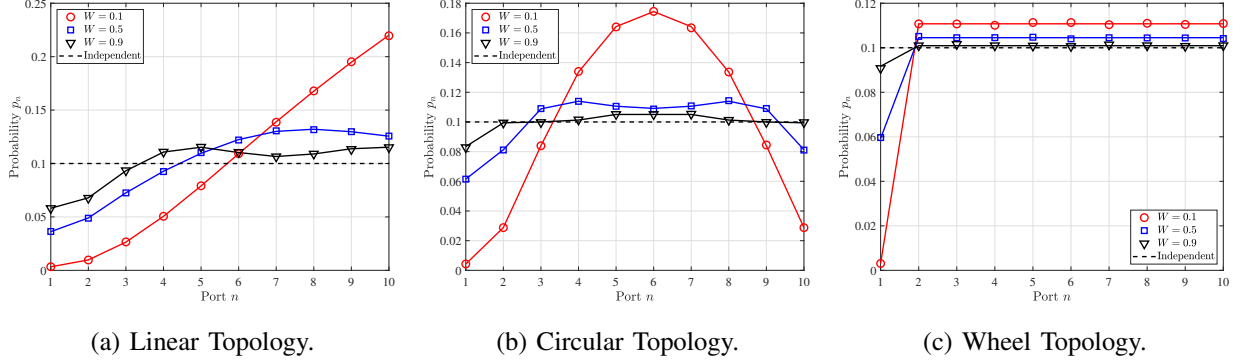 0.25
0.2
0.15
0.1
0.05
0
Probability pₙ
W = 0.1
W = 0.5
W = 0.9
Independent
1 2 3 4 5 6 7 8 9 10
Port n
(a) Linear Topology.
0.18
0.16
0.14
0.12
0.1
0.08
0.06
0.04
0.02
0
Probability pₙ
W = 0.1
W = 0.5
W = 0.9
Independent
1 2 3 4 5 6 7 8 9 10
Port n
(b) Circular Topology.
0.12
0.1
0.08
0.06
0.04
0.02
0
Probability pₙ
W = 0.1
W = 0.5
W = 0.9
Independent
1 2 3 4 5 6 7 8 9 10
Port n
(c) Wheel Topology.